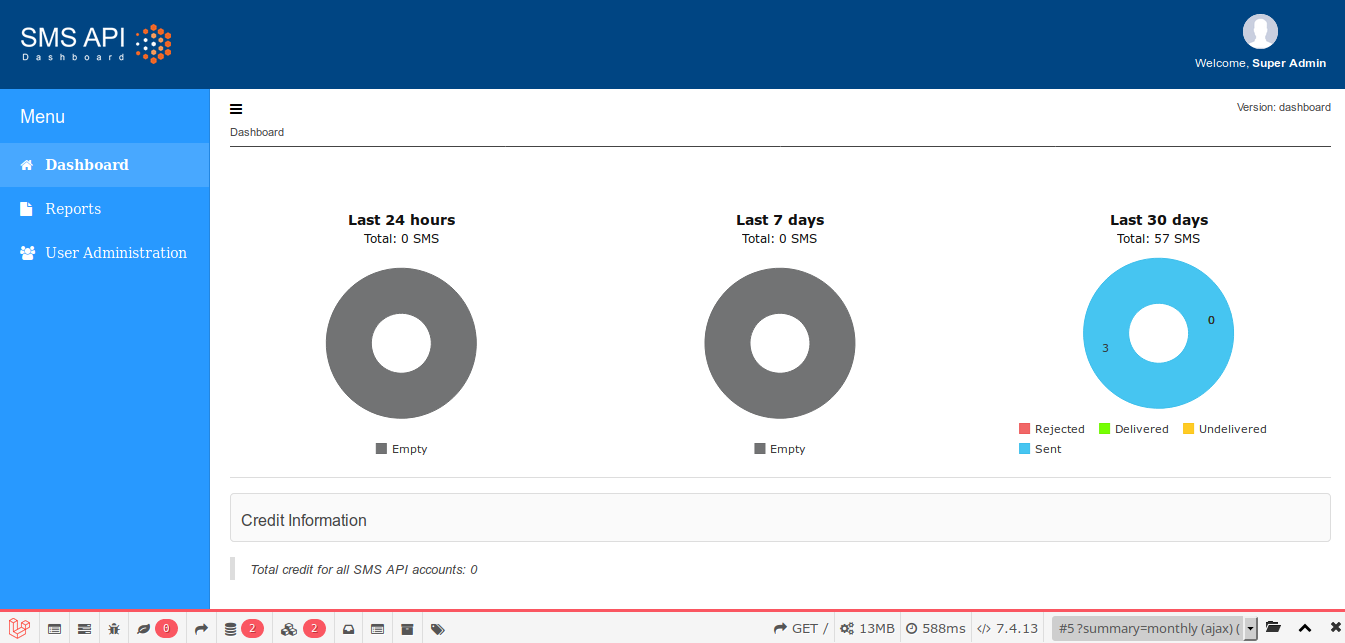 SMS API
Dashboard
Welcome, Super Admin
Menu
Dashboard
Reports
User Administration
Version: dashboard
Dashboard
Last 24 hours
Total: 0 SMS
Empty
Last 7 days
Total: 0 SMS
Empty
Last 30 days
Total: 57 SMS
0
3
Rejected Delivered Undelivered
Sent
Credit Information
Total credit for all SMS API accounts: 0
0 2 2 GET / 13MB 588ms 7.4.13 #5 ?summary=monthly (ajax) (